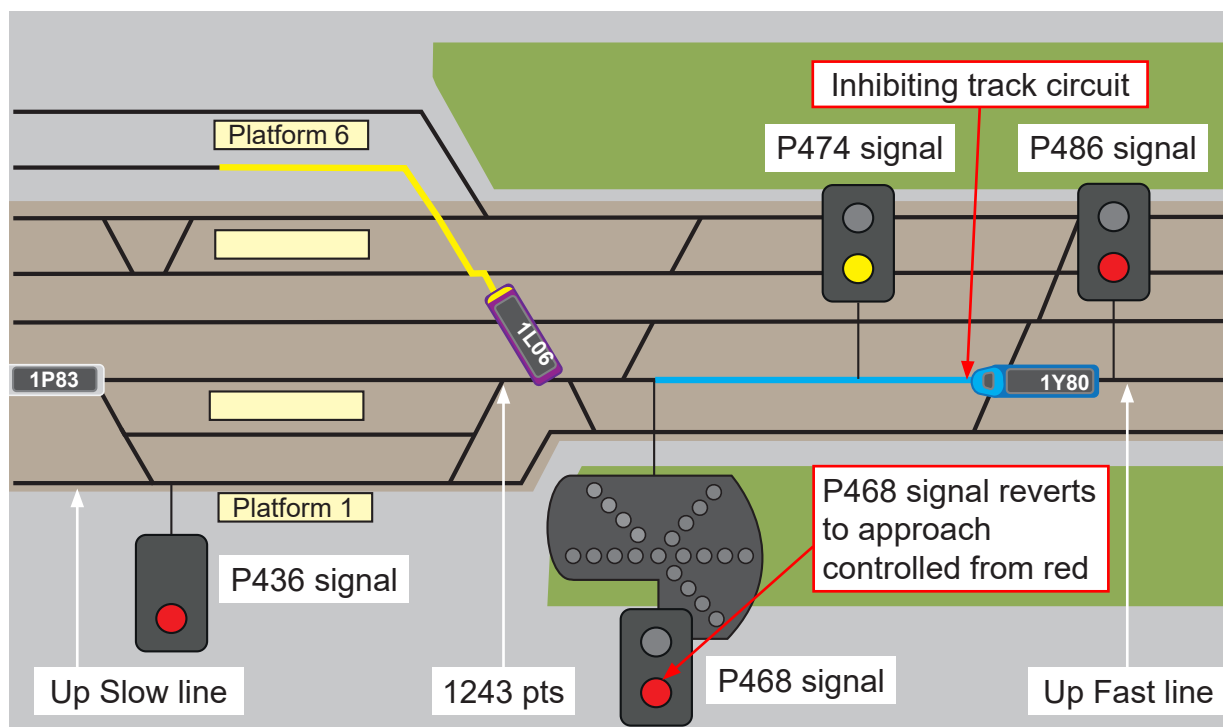 Inhibiting track circuit
Platform 6
P474 signal
P486 signal
1L06
1P83
1Y80
Platform 1
P468 signal reverts
to approach
controlled from red
P436 signal
Up Slow line
1243 pts
P468 signal
Up Fast line